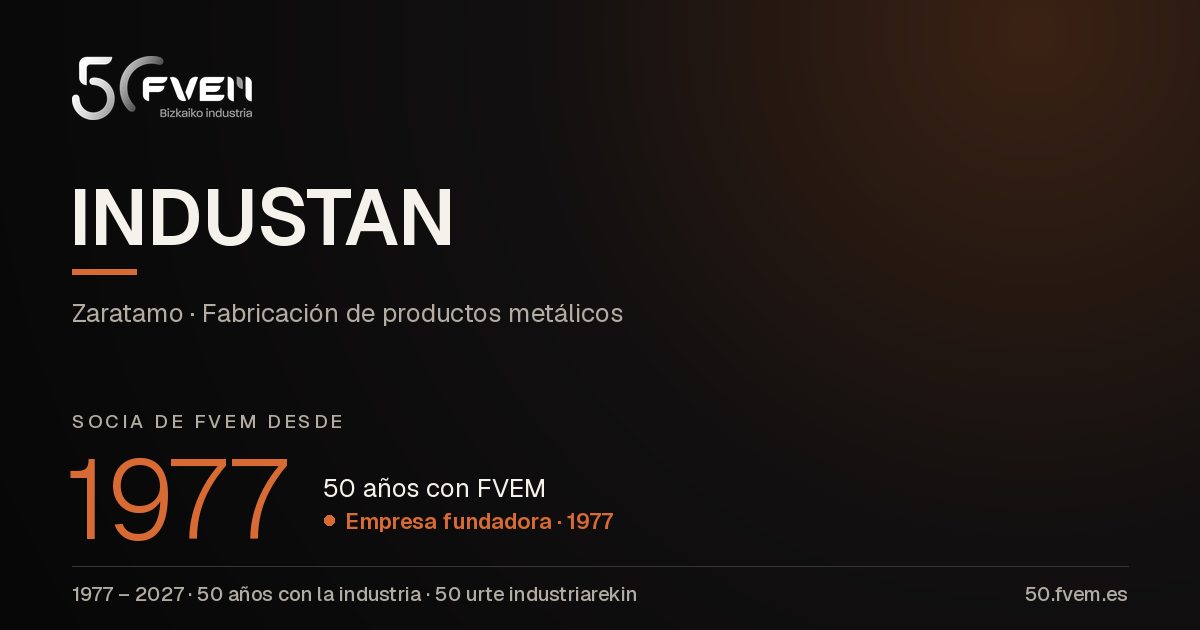 50 FVEM
Bizkaiko industria
INDUSTAN
Zaratamo · Fabricación de productos metálicos
SOCIA DE FVEM DESDE
1977
50 años con FVEM
Empresa fundadora · 1977
1977 – 2027 · 50 años con la industria · 50 urte industriarekin
50.fvem.es